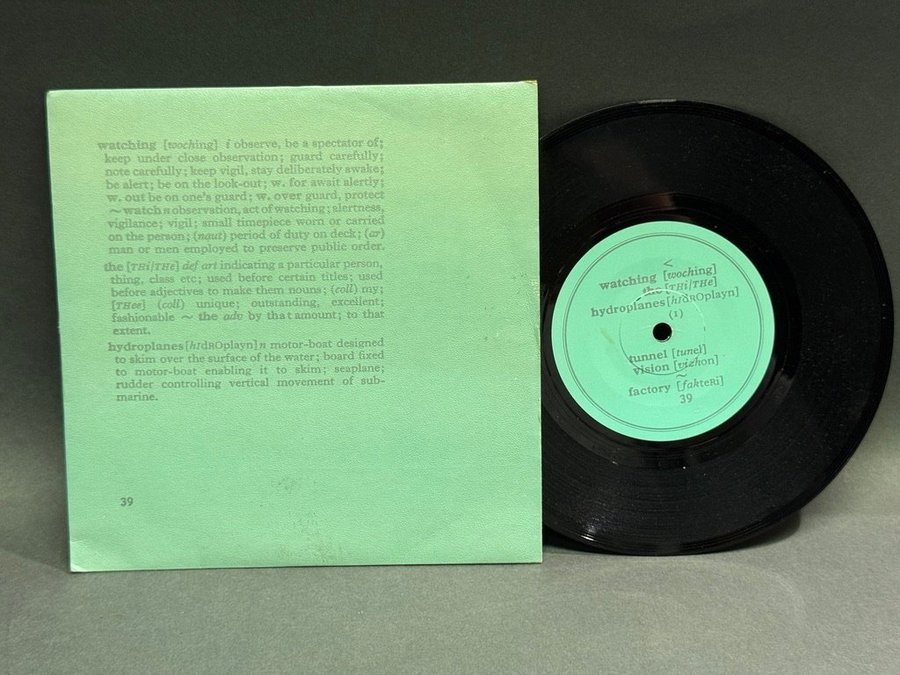 watching [woching] i observe, be a spectator of;
keep under close observation; guard carefully;
note carefully; keep vigil, stay deliberately awake;
be alert; be on the look-out; w. for await alertly;
w. out be on one's guard; w. over guard, protect
~ watch n observation, act of watching; slertness,
vigilance; vigil; small timepiece worn or carried
on the person; (naut) period of duty on deck; (ar)
man or men employed to preserve public order.
the [THi/THe] def art indicating a particular person,
thing, class etc; used before certain titles; used
before adjectives to make them nouns; (coll) my;
[THee] (coll) unique; outstanding, excellent;
fashionable ~ the adv by that amount; to that
extent.
hydroplanes [hIdROplayn] n motor-boat designed
to skim over the surface of the water; board fixed
to motor-boat enabling it to skim; seaplane;
rudder controlling vertical movement of sub-
marine.
39
<
watching [woching]
the [THi/THe]
hydroplanes [hIdROplayn]
(1)
tunnel [tunel]
vision [vizhon]
~
factory [fakteRi]
39